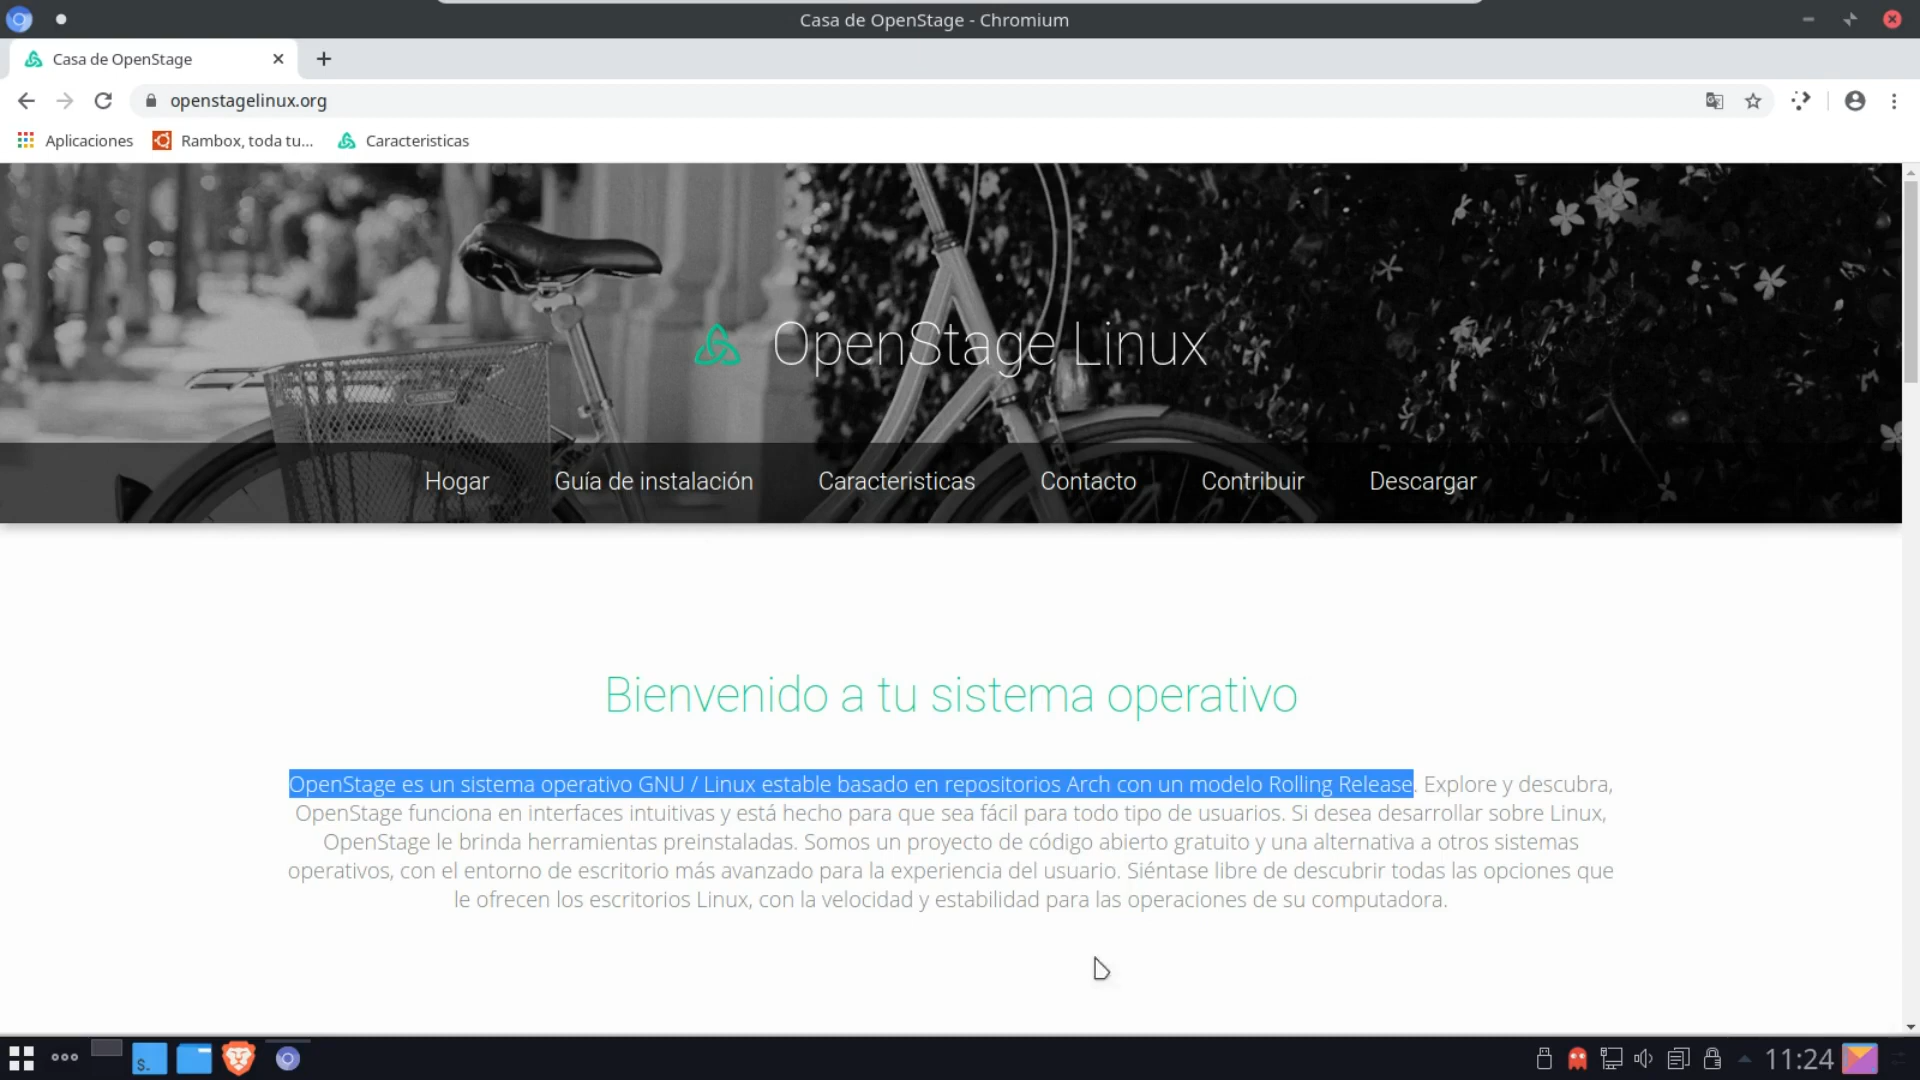 Casa de OpenStage - Chromium
Casa de OpenStage
openstagelinux.org
Aplicaciones Rambox, toda tu... Caracteristicas
OpenStage Linux
Hogar Guía de instalación Caracteristicas Contacto Contribuir Descargar
Bienvenido a tu sistema operativo
OpenStage es un sistema operativo GNU / Linux estable basado en repositorios Arch con un modelo Rolling Release. Explore y descubra,
OpenStage funciona en interfaces intuitivas y está hecho para que sea fácil para todo tipo de usuarios. Si desea desarrollar sobre Linux,
OpenStage le brinda herramientas preinstaladas. Somos un proyecto de código abierto gratuito y una alternativa a otros sistemas
operativos, con el entorno de escritorio más avanzado para la experiencia del usuario. Siéntase libre de descubrir todas las opciones que
le ofrecen los escritorios Linux, con la velocidad y estabilidad para las operaciones de su computadora.
$_
11:24